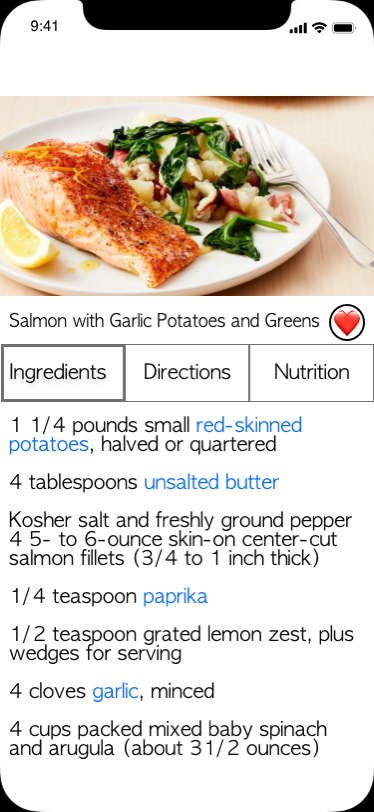 9:41
Salmon with Garlic Potatoes and Greens
Ingredients
Directions
Nutrition
1 1/4 pounds small red-skinned
potatoes, halved or quartered
4 tablespoons unsalted butter
Kosher salt and freshly ground pepper
4 5- to 6-ounce skin-on center-cut
salmon fillets (3/4 to 1 inch thick)
1/4 teaspoon paprika
1/2 teaspoon grated lemon zest, plus
wedges for serving
4 cloves garlic, minced
4 cups packed mixed baby spinach
and arugula (about 31/2 ounces)